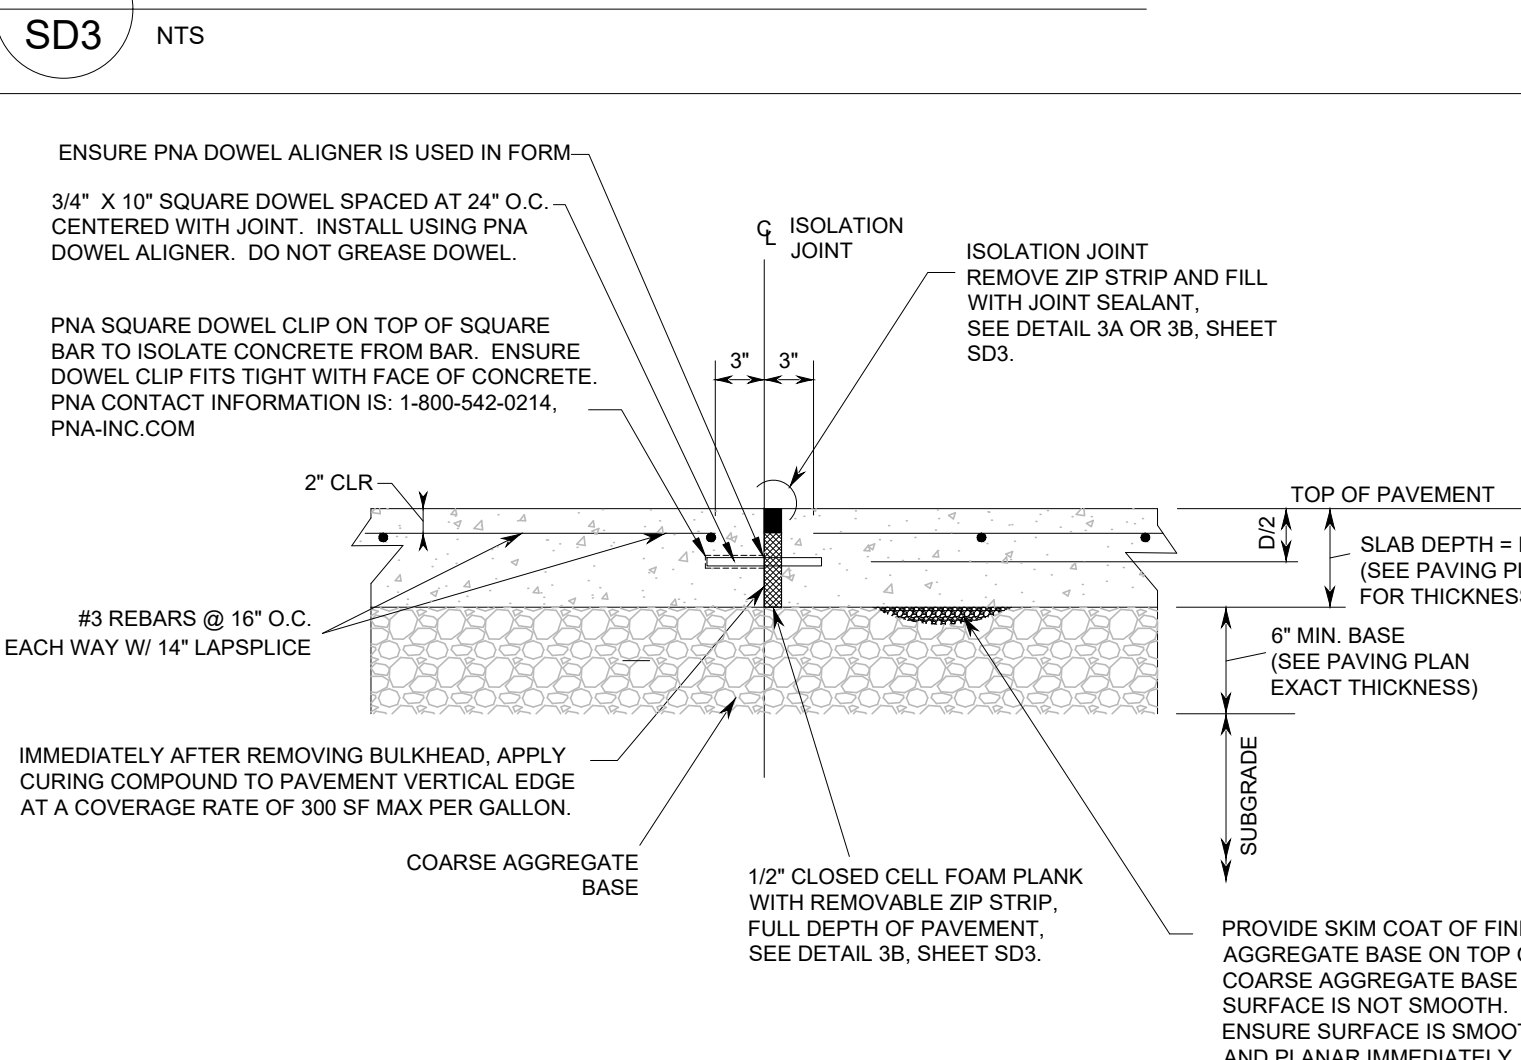 SD3
NTS
ENSURE PNA DOWEL ALIGNER IS USED IN FORM
3/4" X 10" SQUARE DOWEL SPACED AT 24" O.C.
CENTERED WITH JOINT. INSTALL USING PNA
DOWEL ALIGNER. DO NOT GREASE DOWEL.
PNA SQUARE DOWEL CLIP ON TOP OF SQUARE
BAR TO ISOLATE CONCRETE FROM BAR. ENSURE
DOWEL CLIP FITS TIGHT WITH FACE OF CONCRETE.
PNA CONTACT INFORMATION IS: 1-800-542-0214,
PNA-INC.COM
CL ISOLATION
JOINT
ISOLATION JOINT
REMOVE ZIP STRIP AND FILL
WITH JOINT SEALANT,
SEE DETAIL 3A OR 3B, SHEET
SD3.
3" 3"
2" CLR
TOP OF PAVEMENT
D/2
SLAB DEPTH =
(SEE PAVING
FOR
#3 REBARS @ 16" O.C.
EACH WAY W/ 14" LAPSPLICE
6" MIN. BASE
(SEE PAVING PLAN
EXACT THICKNESS)
SUBGRADE
IMMEDIATELY AFTER REMOVING BULKHEAD, APPLY
CURING COMPOUND TO PAVEMENT VERTICAL EDGE
AT A COVERAGE RATE OF 300 SF MAX PER GALLON.
COARSE AGGREGATE
BASE
1/2" CLOSED CELL FOAM PLANK
WITH REMOVABLE ZIP STRIP,
FULL DEPTH OF PAVEMENT,
SEE DETAIL 3B, SHEET SD3.
PROVIDE SKIM COAT OF
AGGREGATE BASE ON TOP
COARSE AGGREGATE BASE
SURFACE IS NOT SMOOTH.
ENSURE SURFACE IS
AND PLANAR IMMEDIATELY